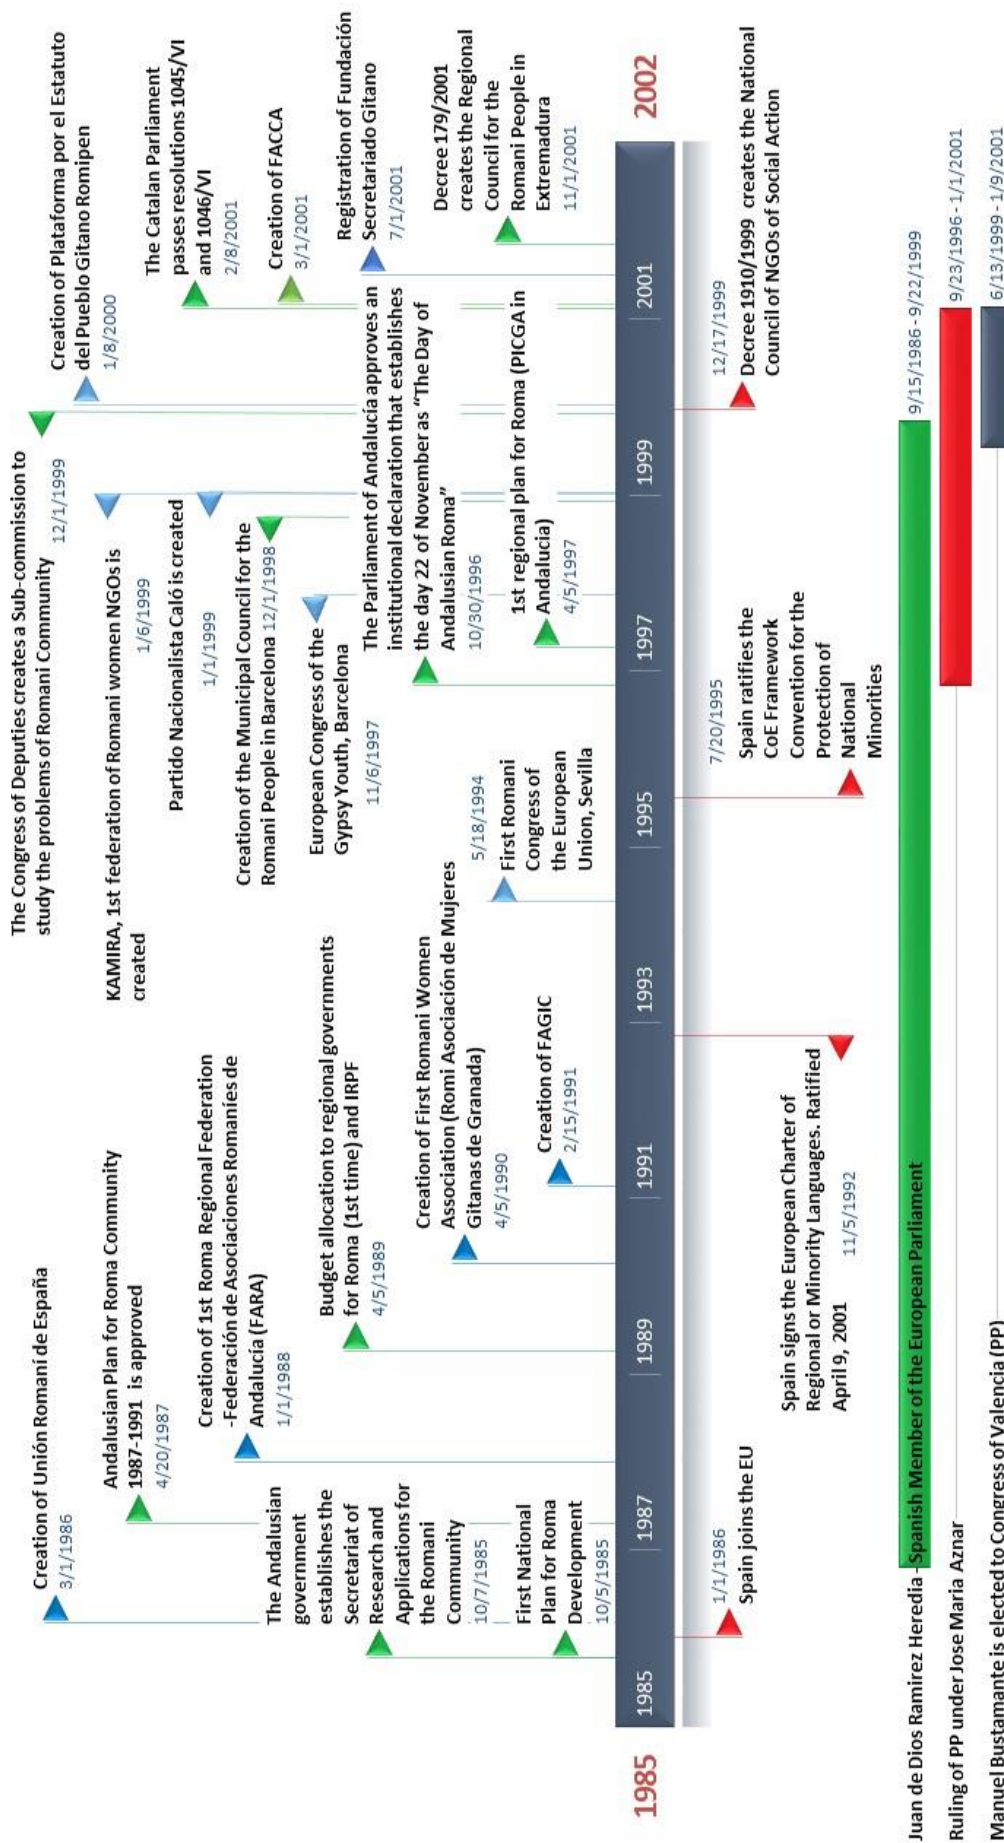 The Congress of Deputies creates a Sub-commission to
study the problems of Romani Community
12/1/1999
Creation of Unión Romaní de España
3/1/1986
Creation of Plataforma por el Estatuto
del Pueblo Gitano Romipen
1/8/2000
Andalusian Plan for Roma Community
1987-1991 is approved
4/20/1987
KAMIRA, 1st federation of Romani women NGOs is
created
1/6/1999
The Catalan Parliament
passes resolutions 1045/VI
and 1046/VI
2/8/2001
Creation of 1st Roma Regional Federation
-Federación de Asociaciones Romaníes de
Andalucía (FARA)
1/1/1988
Partido Nacionalista Caló is created
1/1/1999
Creation of FACCA
3/1/2001
The Andalusian
government
establishes the
Secretariat of
Research and
Applications for
the Romani
Community
10/7/1985
Budget allocation to regional governments
for Roma (1st time) and IRPF
4/5/1989
Creation of the Municipal Council for the
Romani People in Barcelona 12/1/1998
Registration of Fundación
Secretariado Gitano
7/1/2001
European Congress of the
Gypsy Youth, Barcelona
11/6/1997
The Parliament of Andalucía approves an
institutional declaration that establishes
the day 22 of November as "The Day of
Andalusian Roma"
10/30/1996
Creation of First Romani Women
Association (Romi Asociación de Mujeres
Gitanas de Granada)
4/5/1990
Decree 179/2001
creates the Regional
Council for the
Romani People in
Extremadura
11/1/2001
First National
Plan for Roma
Development
10/5/1985
Creation of FAGIC
2/15/1991
5/18/1994
First Romani
Congress of
the European
Union, Sevilla
1st regional plan for Roma (PICGA in
Andalucia)
4/5/1997
1985
1985
1987
1989
1991
1993
1995
1997
1999
2001
2002
1/1/1986
Spain joins the EU
Spain signs the European Charter of
Regional or Minority Languages. Ratified
April 9, 2001
11/5/1992
7/20/1995
Spain ratifies the
CoE Framework
Convention for the
Protection of
National
Minorities
12/17/1999
Decree 1910/1999 creates the National
Council of NGOs of Social Action
Juan de Dios Ramirez Heredia - Spanish Member of the European Parliament
9/15/1986 - 9/22/1999
Ruling of PP under Jose Maria Aznar
9/23/1996 - 1/1/2001
Manuel Bustamante is elected to Congress of Valencia (PP)
6/13/1999 - 1/9/2001